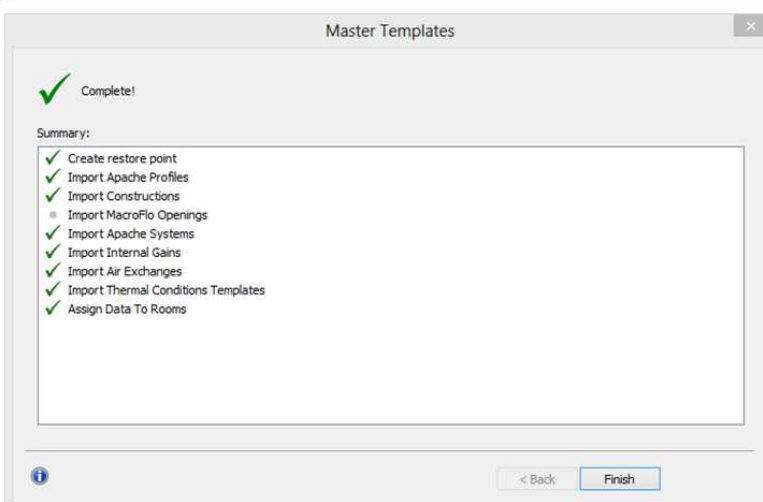 Master Templates
Complete!
Summary:
Create restore point
Import Apache Profiles
Import Constructions
Import MacroFlo Openings
Import Apache Systems
Import Internal Gains
Import Air Exchanges
Import Thermal Conditions Templates
Assign Data To Rooms
< Back Finish